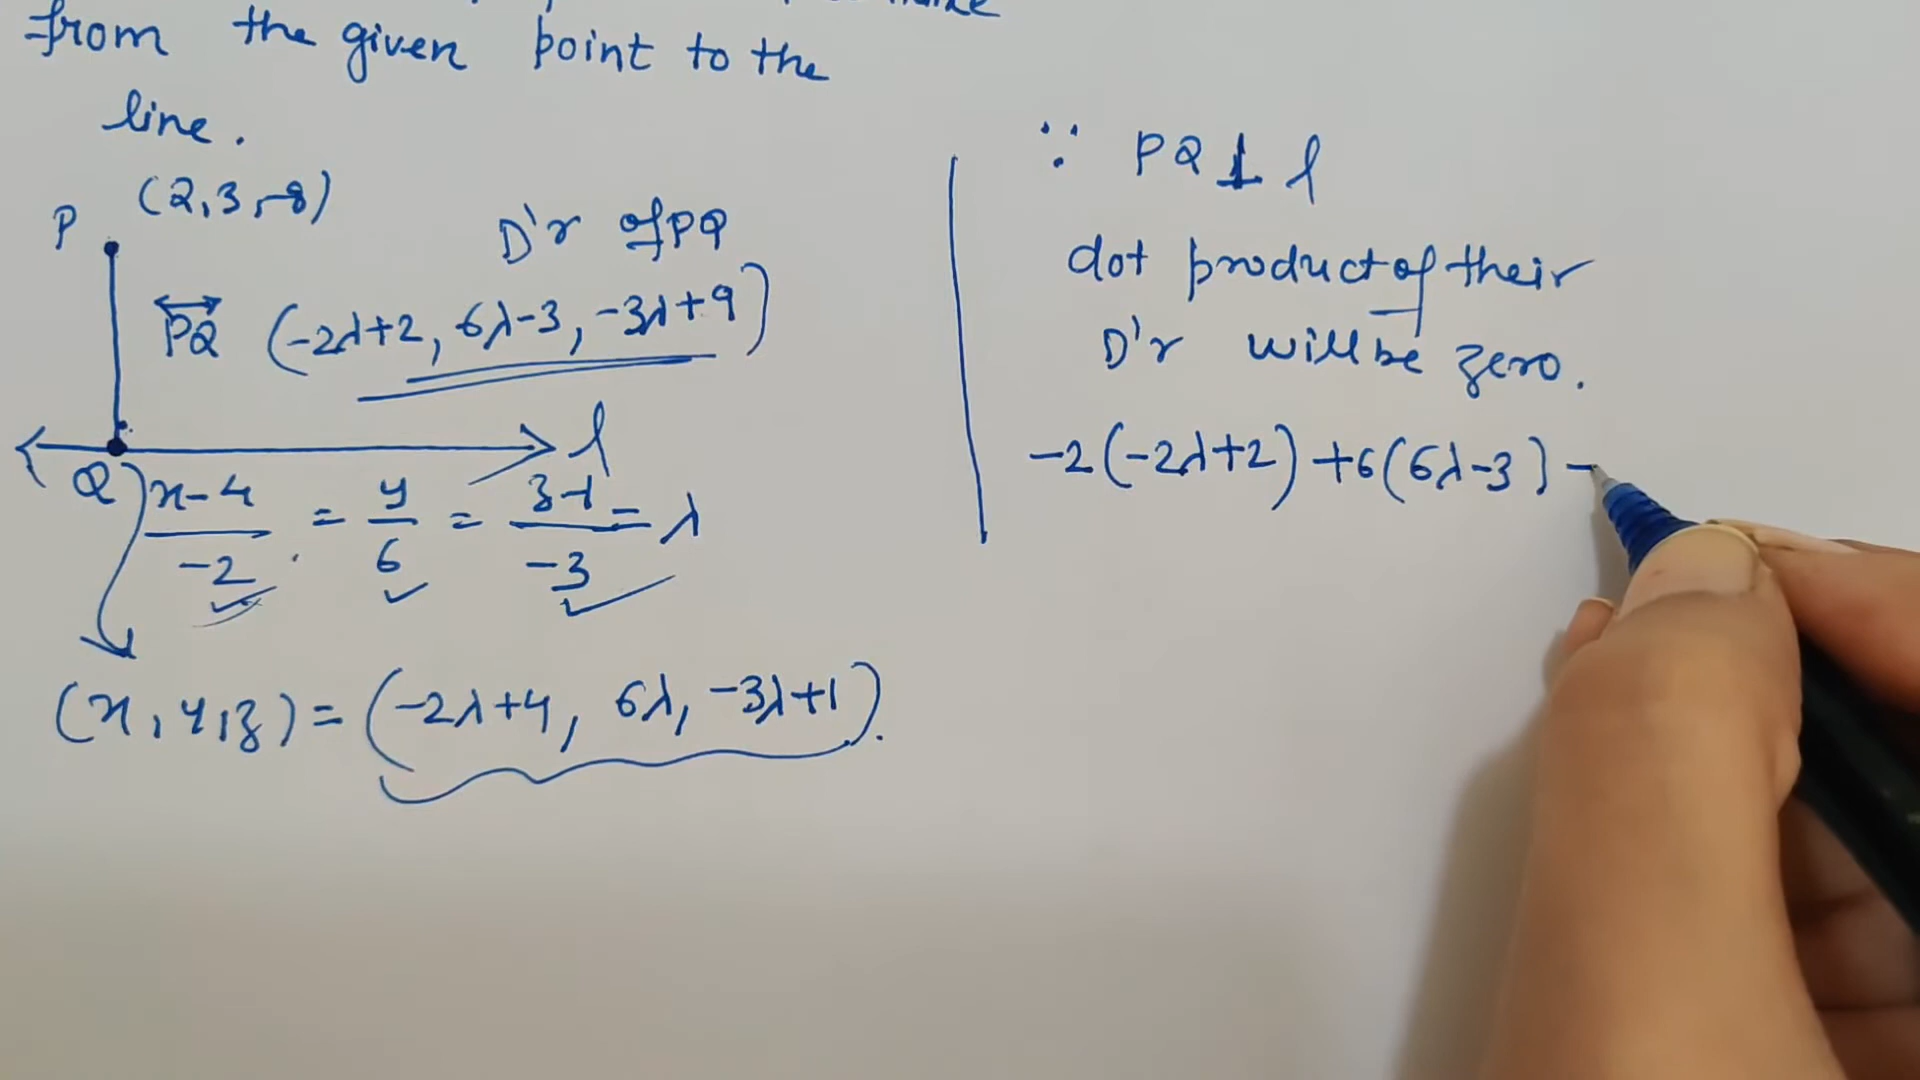 from the given point to the
line.
P (2,3,-8)
D'r of PQ
PQ (-2λ+2, 6λ-3, -3λ+9)
l
Q
x-4/-2 = y/6 = z-1/-3 = λ
(x,y,z) = (-2λ+4, 6λ, -3λ+1).
∵ PQ ⊥ l
dot product of their
D'r will be zero.
-2(-2λ+2) +6(6λ-3) -